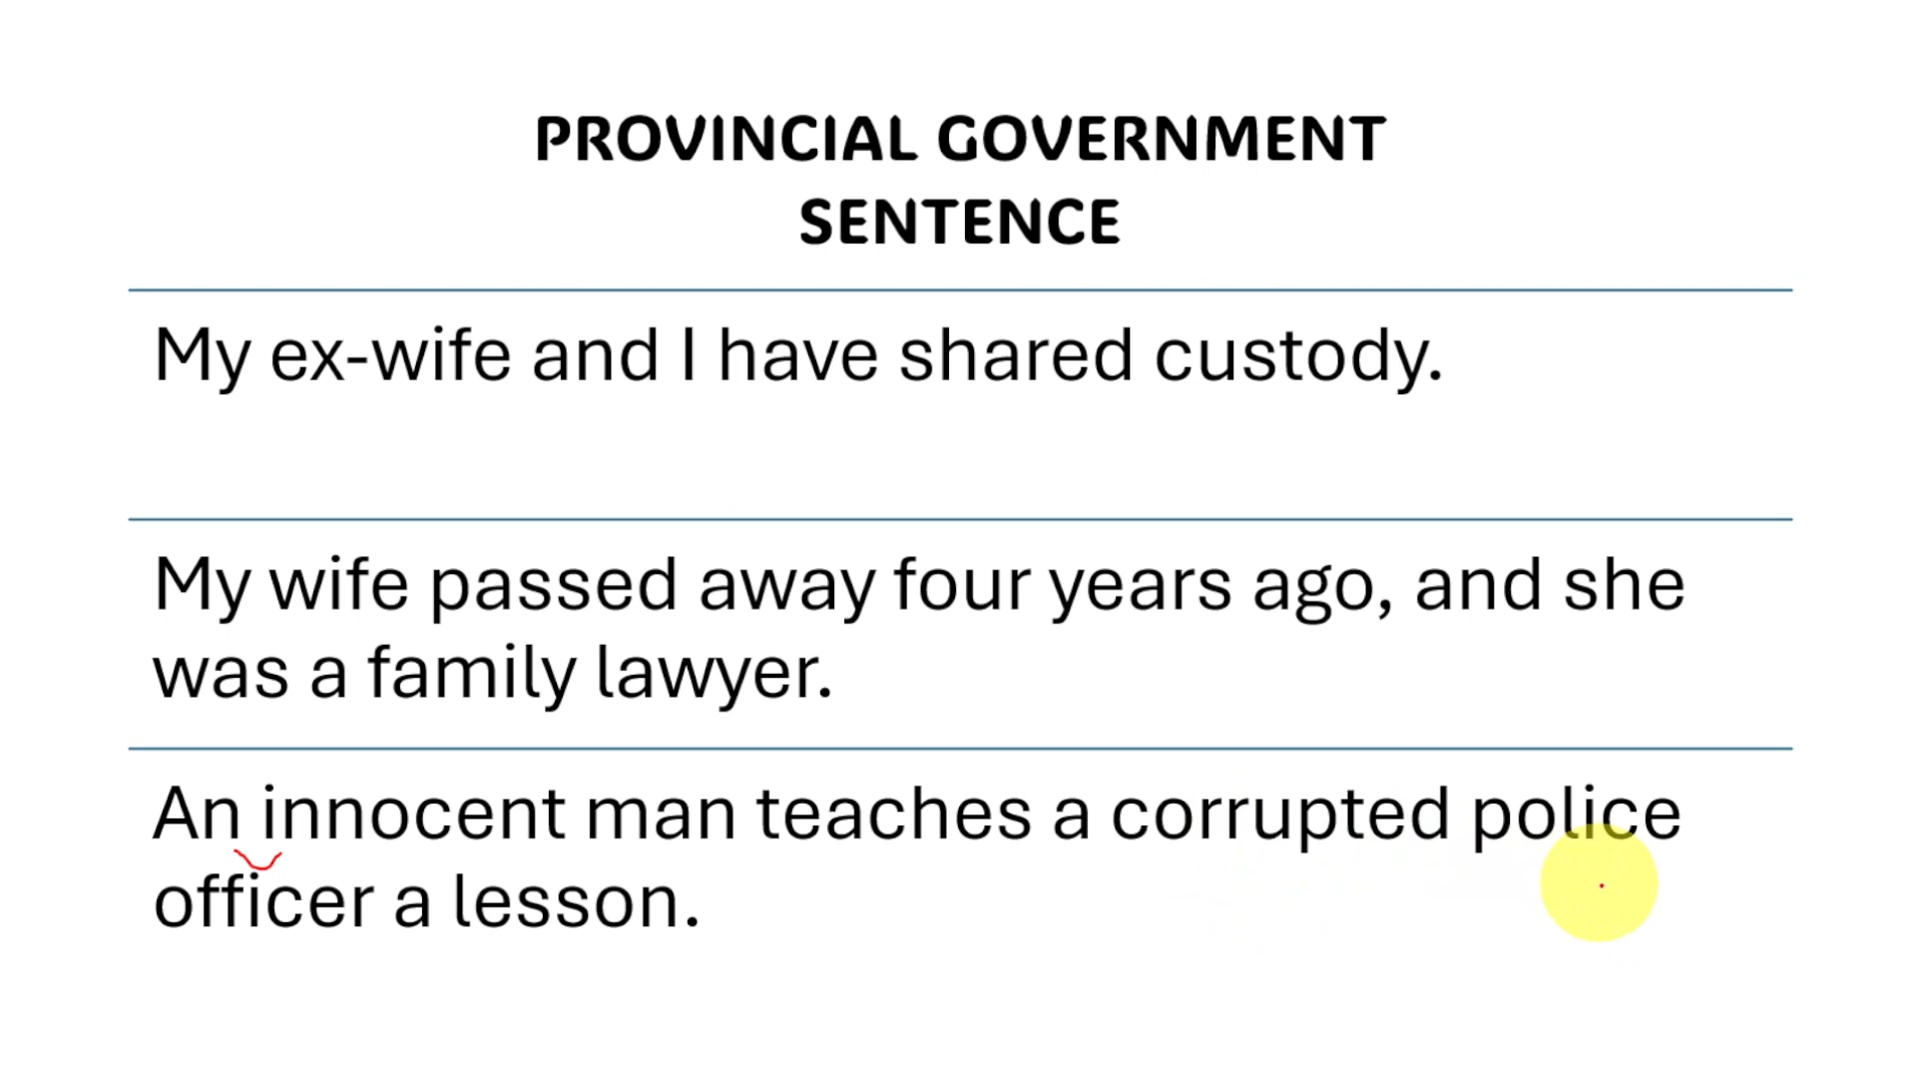 PROVINCIAL GOVERNMENT
SENTENCE
My ex-wife and I have shared custody.
My wife passed away four years ago, and she
was a family lawyer.
An innocent man teaches a corrupted police
officer a lesson.